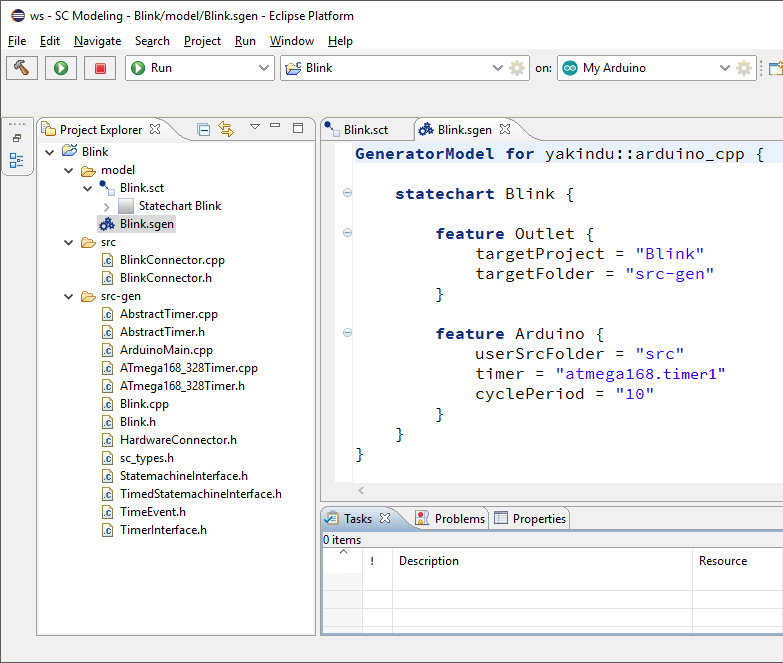 ws - SC Modeling - Blink/model/Blink.sgen - Eclipse Platform
File Edit Navigate Search Project Run Window Help
Run Blink on: My Arduino
Project Explorer
Blink
model
Blink.sct
Statechart Blink
Blink.sgen
src
BlinkConnector.cpp
BlinkConnector.h
src-gen
AbstractTimer.cpp
AbstractTimer.h
ArduinoMain.cpp
ATmega168_328Timer.cpp
ATmega168_328Timer.h
Blink.cpp
Blink.h
HardwareConnector.h
sc_types.h
StatemachineInterface.h
TimedStatemachineInterface.h
TimeEvent.h
TimerInterface.h
Blink.sct Blink.sgen
GeneratorModel for yakindu::arduino_cpp {
statechart Blink {
feature Outlet {
targetProject = "Blink"
targetFolder = "src-gen"
}
feature Arduino {
userSrcFolder = "src"
timer = "atmega168.timer1"
cyclePeriod = "10"
}
}
}
Tasks Problems Properties
0 items
! Description Resource